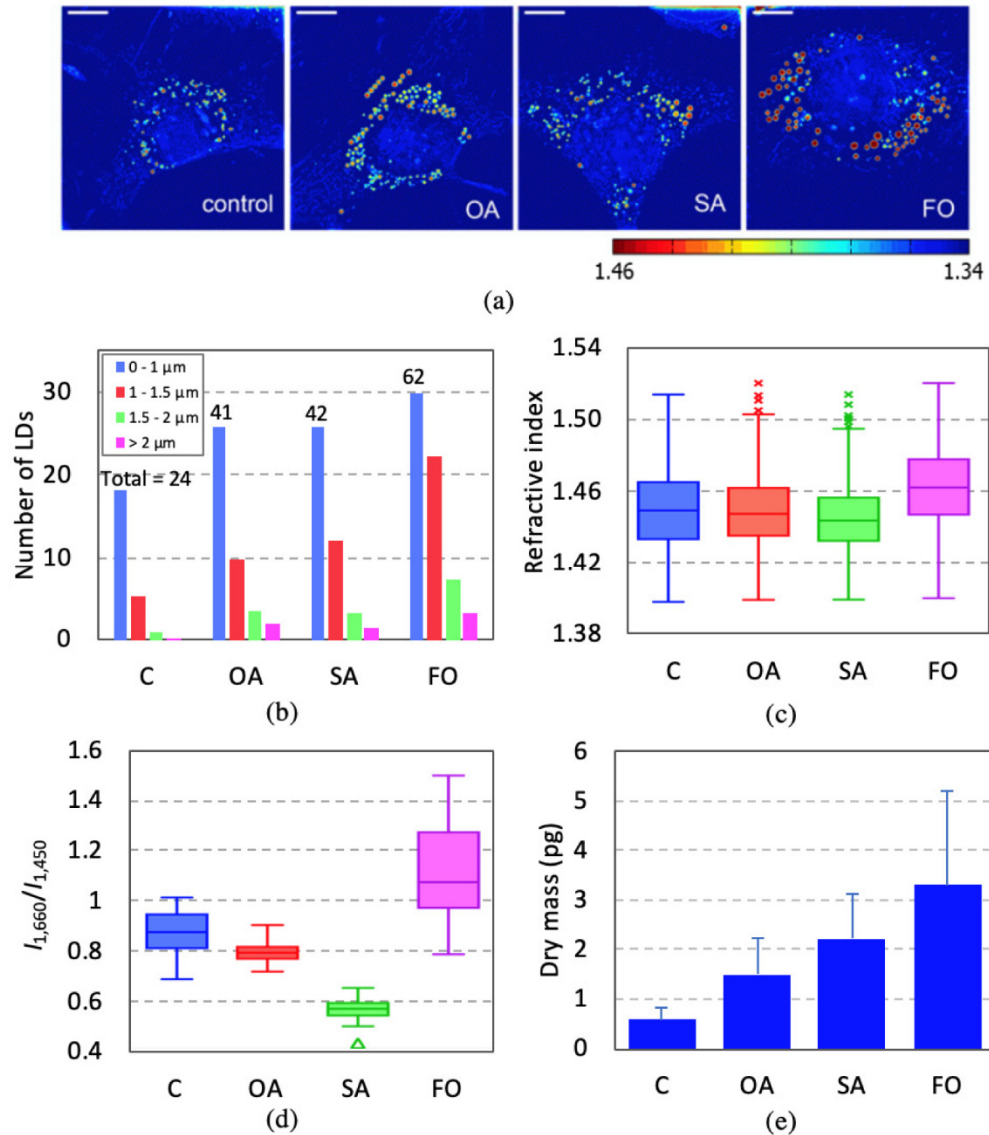 control
OA
SA
FO
1.46
1.34
(a)
0 - 1 μm
1 - 1.5 μm
1.5 - 2 μm
> 2 μm
Number of LDs
30
20
10
0
Total = 24
41
42
62
C OA SA FO
(b)
Refractive index
1.54
1.50
1.46
1.42
1.38
C OA SA FO
(c)
I1,660/I1,450
1.6
1.4
1.2
1
0.8
0.6
0.4
C OA SA FO
(d)
Dry mass (pg)
6
5
4
3
2
1
0
C OA SA FO
(e)